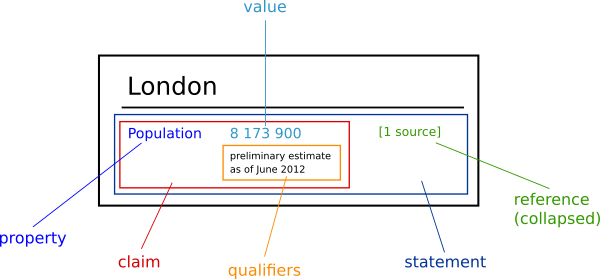 value
London
Population 8 173 900 [1 source]
preliminary estimate
as of June 2012
reference
(collapsed)
property
claim
qualifiers
statement